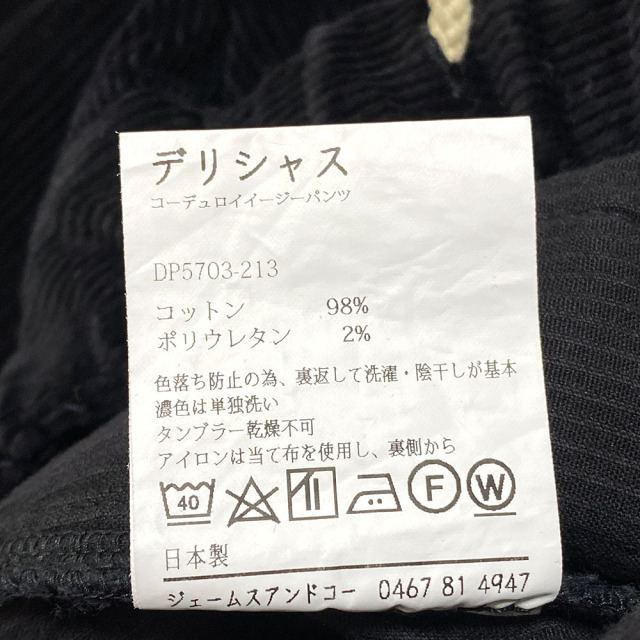 デリシャス
コーデュロイイージーパンツ
DP5703-213
コットン 98%
ポリウレタン 2%
色落ち防止の為、裏返して洗濯・陰干しが基本
濃色は単独洗い
タンブラー乾燥不可
アイロンは当て布を使用し、裏側から
40 F W
日本製
ジェームスアンドコー 0467 81 4947